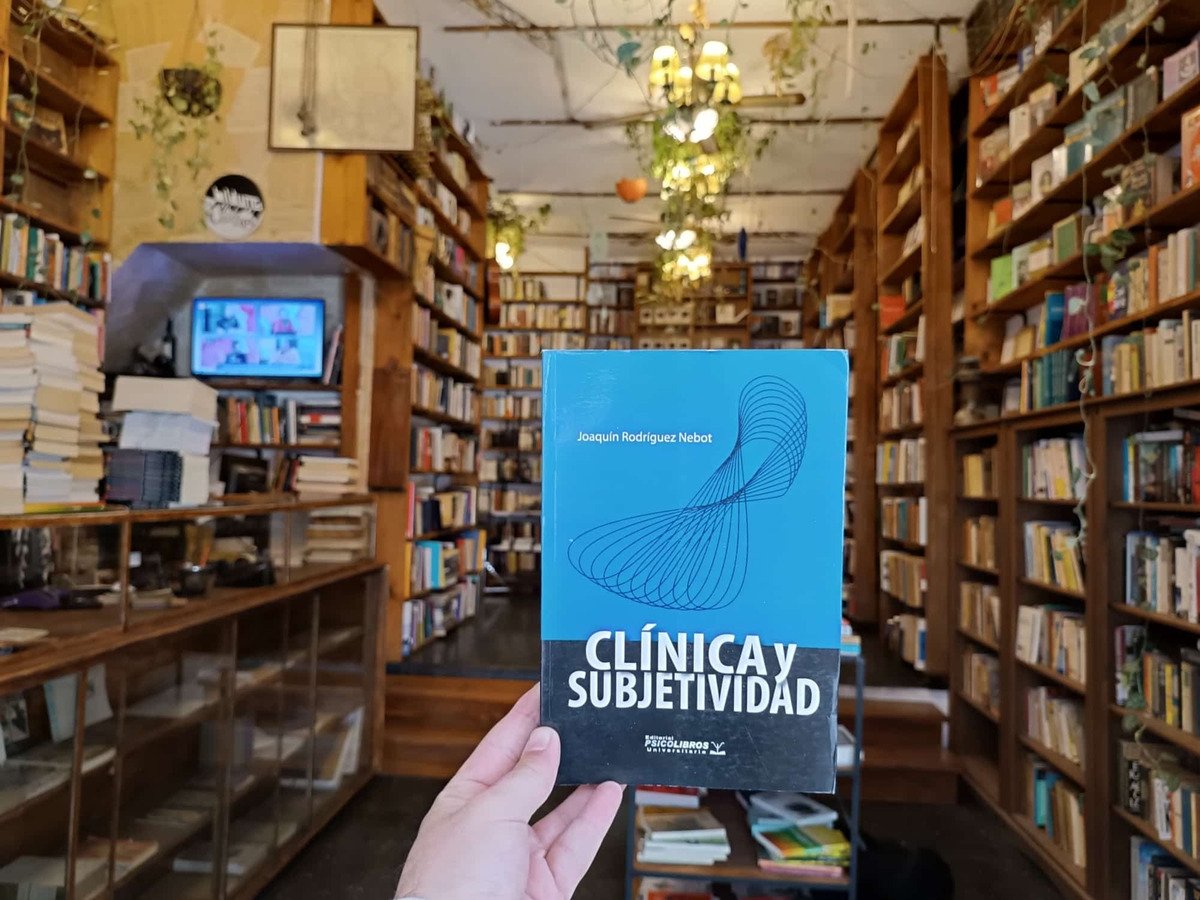 Joaquín Rodríguez Nebot
CLÍNICA y
SUBJETIVIDAD
Editorial
PSICOLIBROS
Universitario